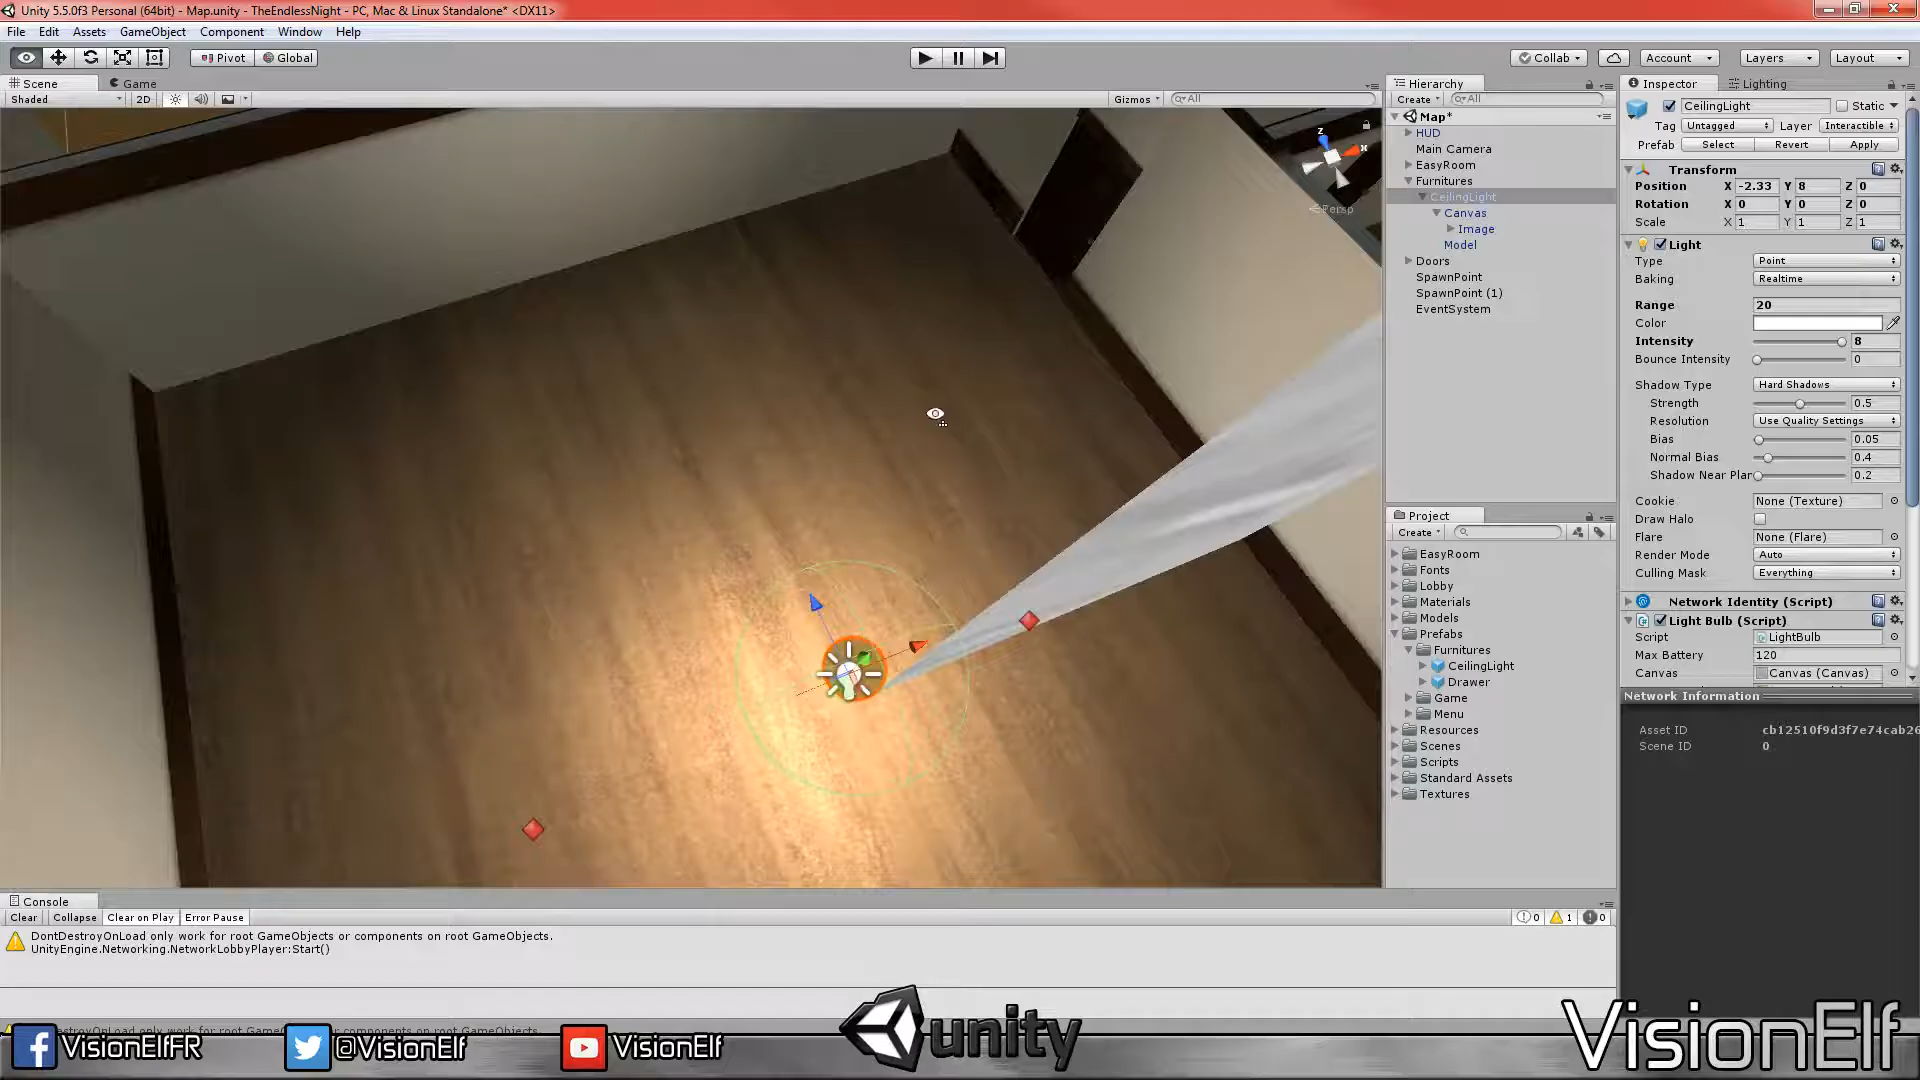 Unity 5.5.0f3 Personal (64bit) - Map.unity - TheEndlessNight - PC, Mac & Linux Standalone* <DX11>
File Edit Assets GameObject Component Window Help
Pivot Global Collab Account Layers Layout
Scene Game
Shaded 2D Gizmos All
Hierarchy
Create All
Map*
HUD
Main Camera
EasyRoom
Furnitures
CeilingLight
Canvas
Image
Model
Doors
SpawnPoint
SpawnPoint (1)
EventSystem
z
x
Persp
Project
Create
EasyRoom
Fonts
Lobby
Materials
Models
Prefabs
Furnitures
CeilingLight
Drawer
Game
Menu
Resources
Scenes
Scripts
Standard Assets
Textures
Inspector Lighting
CeilingLight Static
Tag Untagged Layer Interactible
Prefab Select Revert Apply
Transform
Position X -2.33 Y 8 Z 0
Rotation X 0 Y 0 Z 0
Scale X 1 Y 1 Z 1
Light
Type Point
Baking Realtime
Range 20
Color
Intensity 8
Bounce Intensity 0
Shadow Type Hard Shadows
Strength 0.5
Resolution Use Quality Settings
Bias 0.05
Normal Bias 0.4
Shadow Near Plar 0.2
Cookie None (Texture)
Draw Halo
Flare None (Flare)
Render Mode Auto
Culling Mask Everything
Network Identity (Script)
Light Bulb (Script)
Script LightBulb
Max Battery 120
Canvas Canvas (Canvas)
Network Information
Asset ID cb12510f9d3f7e74cab26
Scene ID 0
Console
Clear Collapse Clear on Play Error Pause 0 1 0
DontDestroyOnLoad only work for root GameObjects or components on root GameObjects.
UnityEngine.Networking.NetworkLobbyPlayer:Start()
VisionElfFR @VisionElf VisionElf unity VisionElf